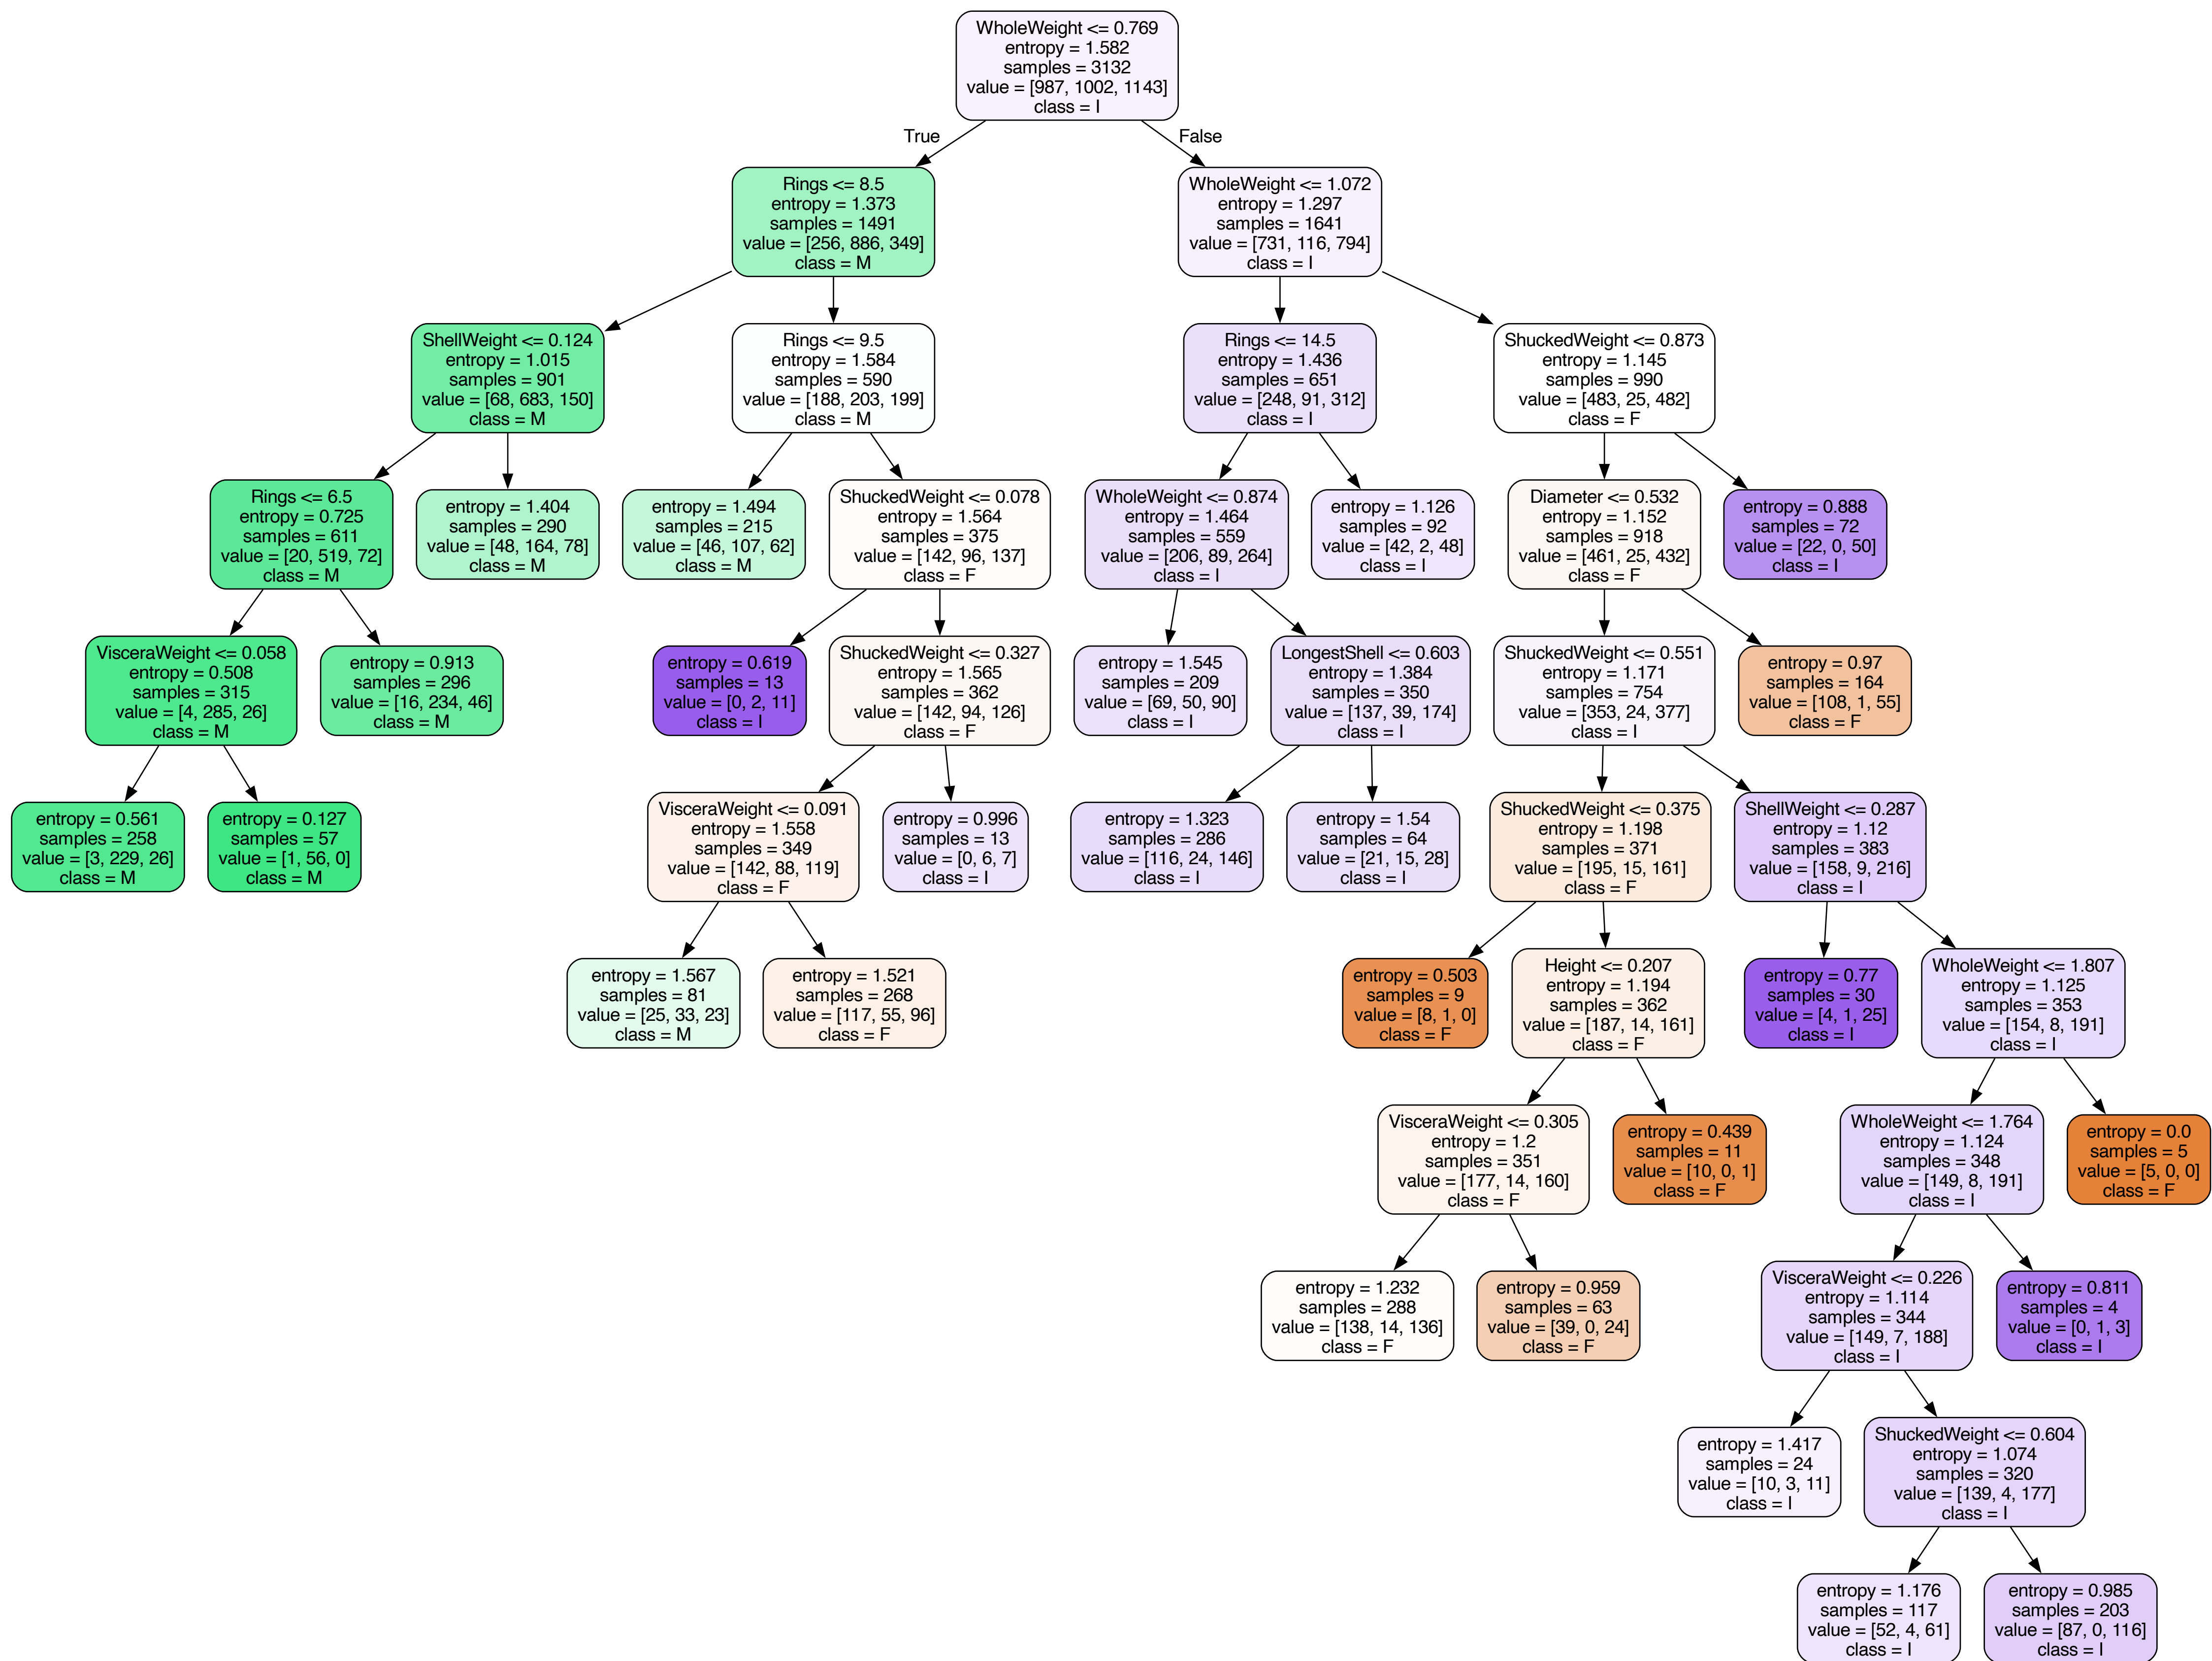 WholeWeight <= 0.769
entropy = 1.582
samples = 3132
value = [987, 1002, 1143]
class = I
True
False
Rings <= 8.5
entropy = 1.373
samples = 1491
value = [256, 886, 349]
class = M
WholeWeight <= 1.072
entropy = 1.297
samples = 1641
value = [731, 116, 794]
class = I
ShellWeight <= 0.124
entropy = 1.015
samples = 901
value = [68, 683, 150]
class = M
Rings <= 9.5
entropy = 1.584
samples = 590
value = [188, 203, 199]
class = M
Rings <= 14.5
entropy = 1.436
samples = 651
value = [248, 91, 312]
class = I
ShuckedWeight <= 0.873
entropy = 1.145
samples = 990
value = [483, 25, 482]
class = F
Rings <= 6.5
entropy = 0.725
samples = 611
value = [20, 519, 72]
class = M
entropy = 1.404
samples = 290
value = [48, 164, 78]
class = M
entropy = 1.494
samples = 215
value = [46, 107, 62]
class = M
ShuckedWeight <= 0.078
entropy = 1.564
samples = 375
value = [142, 96, 137]
class = F
WholeWeight <= 0.874
entropy = 1.464
samples = 559
value = [206, 89, 264]
class = I
entropy = 1.126
samples = 92
value = [42, 2, 48]
class = I
Diameter <= 0.532
entropy = 1.152
samples = 918
value = [461, 25, 432]
class = F
entropy = 0.888
samples = 72
value = [22, 0, 50]
class = I
VisceraWeight <= 0.058
entropy = 0.508
samples = 315
value = [4, 285, 26]
class = M
entropy = 0.913
samples = 296
value = [16, 234, 46]
class = M
entropy = 0.619
samples = 13
value = [0, 2, 11]
class = I
ShuckedWeight <= 0.327
entropy = 1.565
samples = 362
value = [142, 94, 126]
class = F
entropy = 1.545
samples = 209
value = [69, 50, 90]
class = I
LongestShell <= 0.603
entropy = 1.384
samples = 350
value = [137, 39, 174]
class = I
ShuckedWeight <= 0.551
entropy = 1.171
samples = 754
value = [353, 24, 377]
class = I
entropy = 0.97
samples = 164
value = [108, 1, 55]
class = F
entropy = 0.561
samples = 258
value = [3, 229, 26]
class = M
entropy = 0.127
samples = 57
value = [1, 56, 0]
class = M
VisceraWeight <= 0.091
entropy = 1.558
samples = 349
value = [142, 88, 119]
class = F
entropy = 0.996
samples = 13
value = [0, 6, 7]
class = I
entropy = 1.323
samples = 286
value = [116, 24, 146]
class = I
entropy = 1.54
samples = 64
value = [21, 15, 28]
class = I
ShuckedWeight <= 0.375
entropy = 1.198
samples = 371
value = [195, 15, 161]
class = F
ShellWeight <= 0.287
entropy = 1.12
samples = 383
value = [158, 9, 216]
class = I
entropy = 1.567
samples = 81
value = [25, 33, 23]
class = M
entropy = 1.521
samples = 268
value = [117, 55, 96]
class = F
entropy = 0.503
samples = 9
value = [8, 1, 0]
class = F
Height <= 0.207
entropy = 1.194
samples = 362
value = [187, 14, 161]
class = F
entropy = 0.77
samples = 30
value = [4, 1, 25]
class = I
WholeWeight <= 1.807
entropy = 1.125
samples = 353
value = [154, 8, 191]
class = I
VisceraWeight <= 0.305
entropy = 1.2
samples = 351
value = [177, 14, 160]
class = F
entropy = 0.439
samples = 11
value = [10, 0, 1]
class = F
WholeWeight <= 1.764
entropy = 1.124
samples = 348
value = [149, 8, 191]
class = I
entropy = 0.0
samples = 5
value = [5, 0, 0]
class = F
entropy = 1.232
samples = 288
value = [138, 14, 136]
class = F
entropy = 0.959
samples = 63
value = [39, 0, 24]
class = F
VisceraWeight <= 0.226
entropy = 1.114
samples = 344
value = [149, 7, 188]
class = I
entropy = 0.811
samples = 4
value = [0, 1, 3]
class = I
entropy = 1.417
samples = 24
value = [10, 3, 11]
class = I
ShuckedWeight <= 0.604
entropy = 1.074
samples = 320
value = [139, 4, 177]
class = I
entropy = 1.176
samples = 117
value = [52, 4, 61]
class = I
entropy = 0.985
samples = 203
value = [87, 0, 116]
class = I